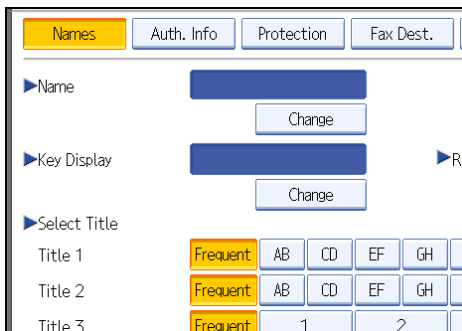 Names Auth. Info Protection Fax Dest.
▶Name
Change
▶Key Display ▶R
Change
▶Select Title
Title 1 Frequent AB CD EF GH
Title 2 Frequent AB CD EF GH
Title 3 Frequent 1 2